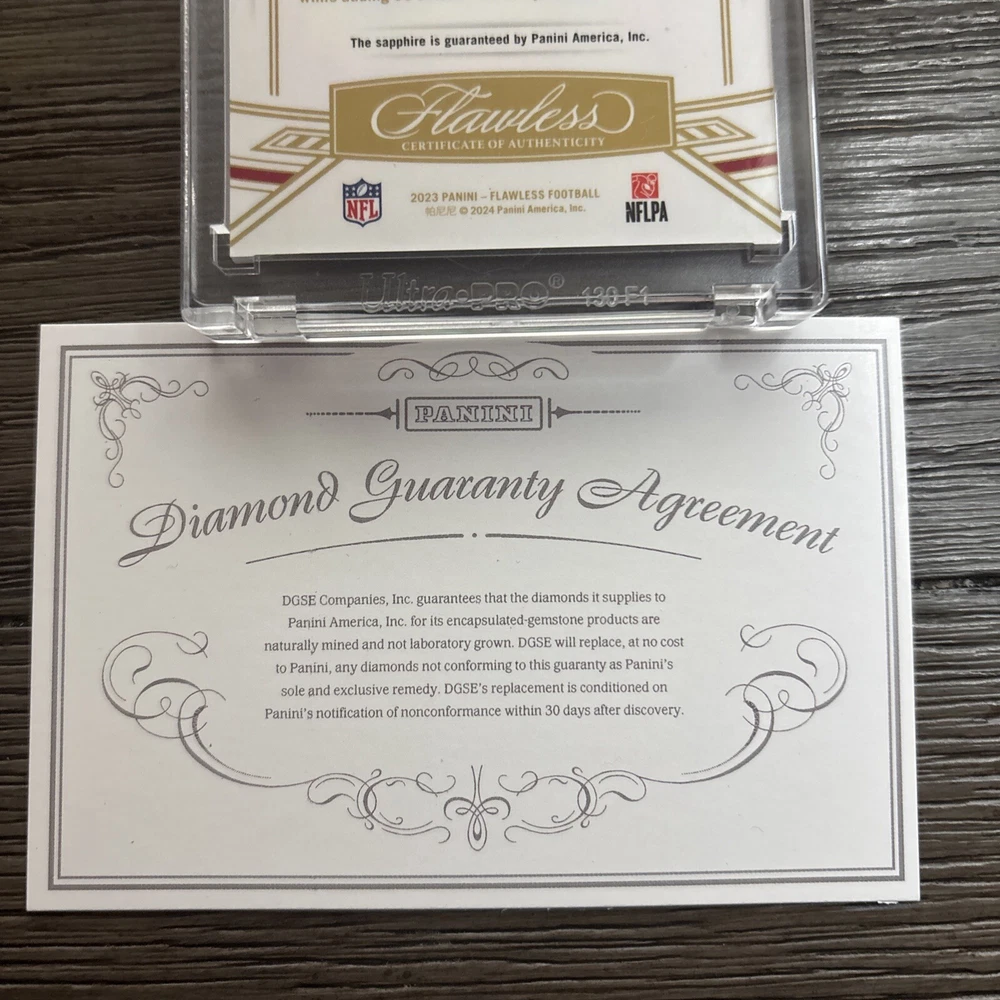 The sapphire is guaranteed by Panini America, Inc.
Flawless
CERTIFICATE OF AUTHENTICITY
NFL
2023 PANINI – FLAWLESS FOOTBALL
帕尼尼 © 2024 Panini America, Inc.
NFLPA
Ultra•PRO® 130 F1
PANINI
Diamond Guaranty Agreement
DGSE Companies, Inc. guarantees that the diamonds it supplies to
Panini America, Inc. for its encapsulated-gemstone products are
naturally mined and not laboratory grown. DGSE will replace, at no cost
to Panini, any diamonds not conforming to this guaranty as Panini's
sole and exclusive remedy. DGSE's replacement is conditioned on
Panini's notification of nonconformance within 30 days after discovery.